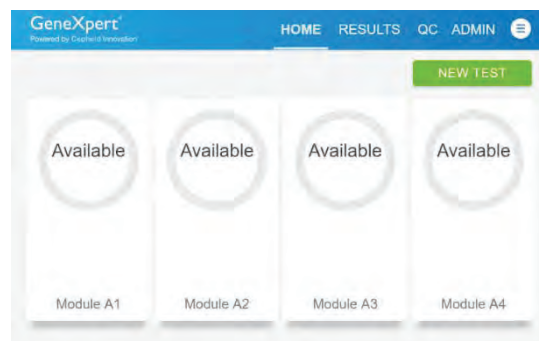 GeneXpert
Powered by Cepheid Innovation
HOME RESULTS QC ADMIN
NEW TEST
Available Available Available Available
Module A1 Module A2 Module A3 Module A4